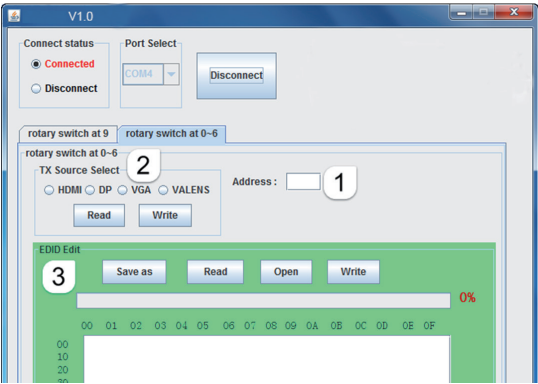 V1.0
Connect status
Port Select
Connected
COM4
Disconnect
Disconnect
rotary switch at 9
rotary switch at 0~6
rotary switch at 0~6
2
TX Source Select
HDMI
DP
VGA
VALENS
Address :
1
Read
Write
EDID Edit
3
Save as
Read
Open
Write
0%
00 01 02 03 04 05 06 07 08 09 0A 0B 0C 0D 0E 0F
00
10
20
30